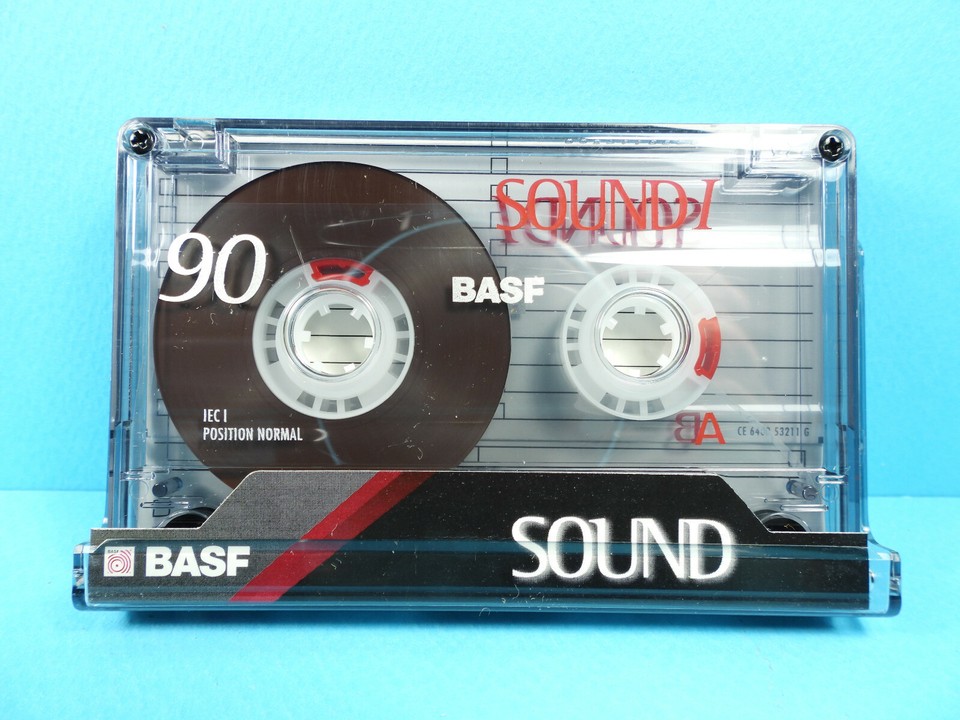 SOUND I
90
BASF
IEC I
POSITION NORMAL
A
BASF
SOUND